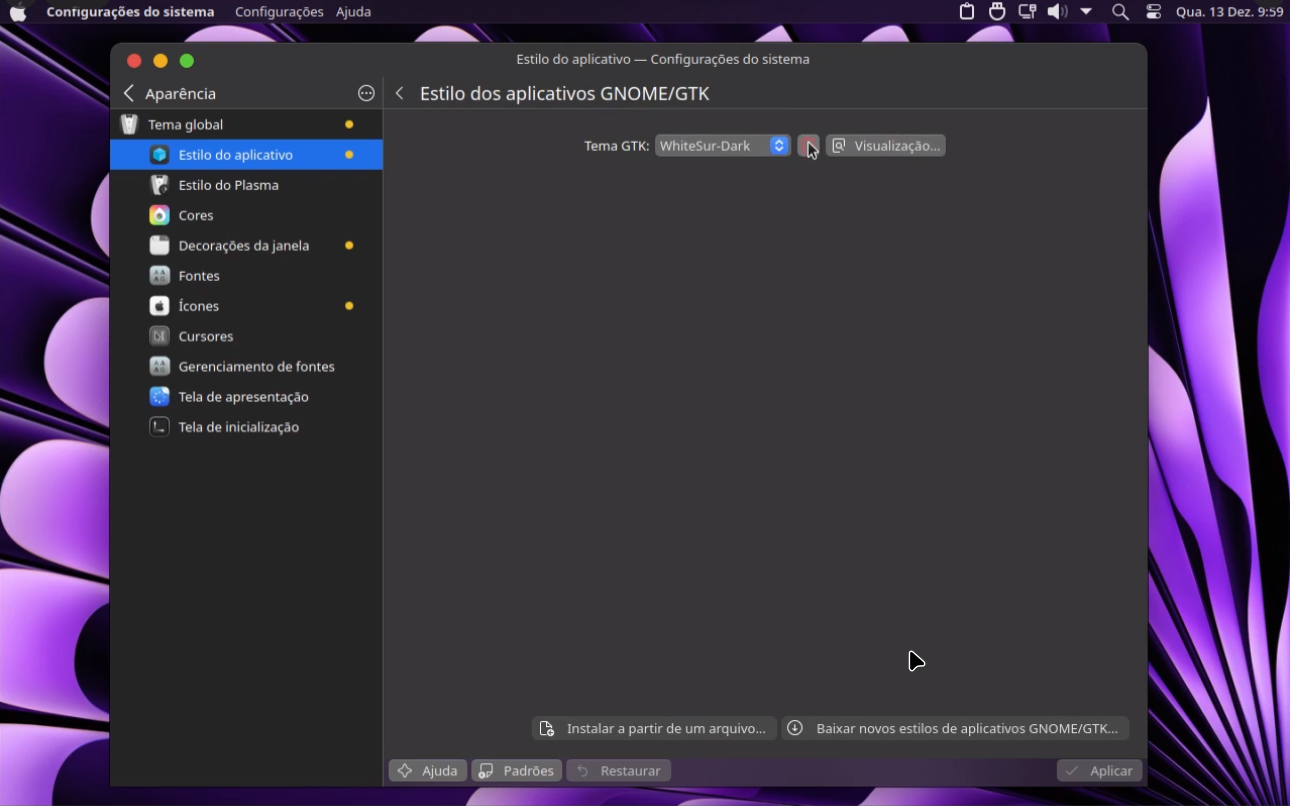 Configurações do sistema Configurações Ajuda Qua. 13 Dez. 9:59
Estilo do aplicativo — Configurações do sistema
Aparência
Estilo dos aplicativos GNOME/GTK
Tema global
Tema GTK: WhiteSur-Dark Visualização...
Estilo do aplicativo
Estilo do Plasma
Cores
Decorações da janela
Fontes
Ícones
Cursores
Gerenciamento de fontes
Tela de apresentação
Tela de inicialização
Instalar a partir de um arquivo... Baixar novos estilos de aplicativos GNOME/GTK...
Ajuda Padrões Restaurar Aplicar